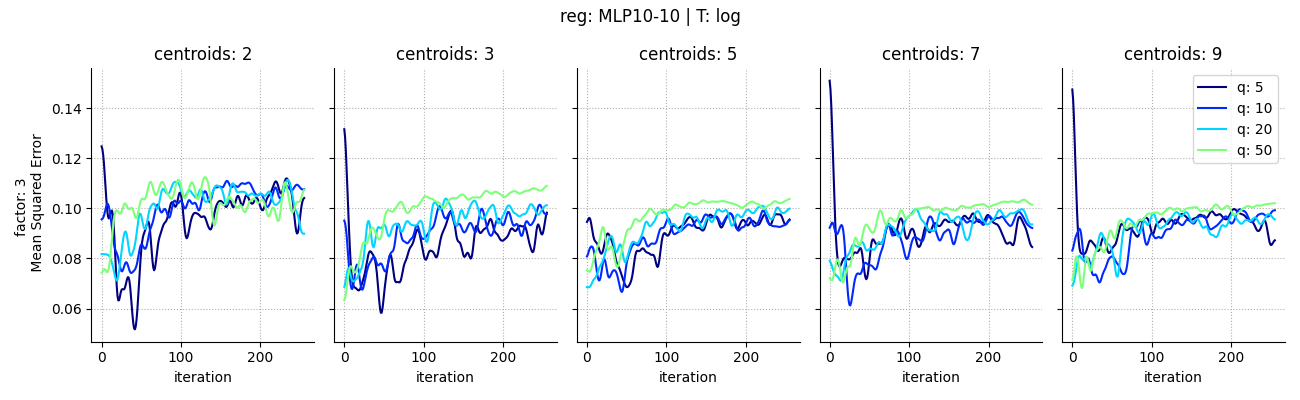 reg: MLP10-10 | T: log
centroids: 2
centroids: 3
centroids: 5
centroids: 7
centroids: 9
factor: 3
Mean Squared Error
0.14
0.12
0.10
0.08
0.06
q: 5
q: 10
q: 20
q: 50
0 100 200
0 100 200
0 100 200
0 100 200
0 100 200
iteration
iteration
iteration
iteration
iteration